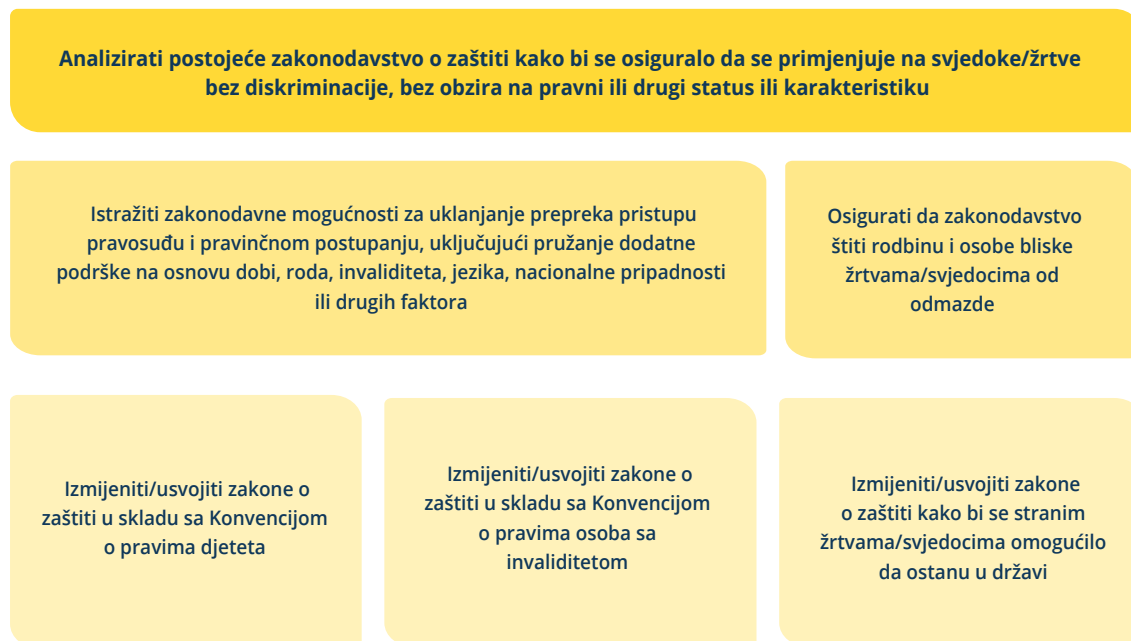 Analizirati postojeće zakonodavstvo o zaštiti kako bi se osiguralo da se primjenjuje na svjedoke/žrtve
bez diskriminacije, bez obzira na pravni ili drugi status ili karakteristiku
Istražiti zakonodavne mogućnosti za uklanjanje prepreka pristupu
pravosuđu i pravinčnom postupanju, uključujući pružanje dodatne
podrške na osnovu dobi, roda, invaliditeta, jezika, nacionalne pripadnosti
ili drugih faktora
Osigurati da zakonodavstvo
štiti rodbinu i osobe bliske
žrtvama/svjedocima od
odmazde
Izmijeniti/usvojiti zakone o
zaštiti u skladu sa Konvencijom
o pravima djeteta
Izmijeniti/usvojiti zakone o
zaštiti u skladu sa Konvencijom
o pravima osoba sa
invaliditetom
Izmijeniti/usvojiti zakone
o zaštiti kako bi se stranim
žrtvama/svjedocima omogućilo
da ostanu u državi